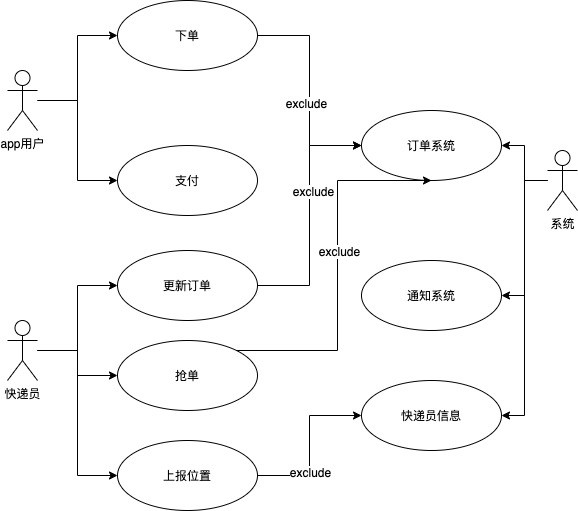 下单
exclude
app用户
订单系统
支付
exclude
系统
exclude
更新订单
通知系统
快递员
抢单
快递员信息
上报位置
exclude